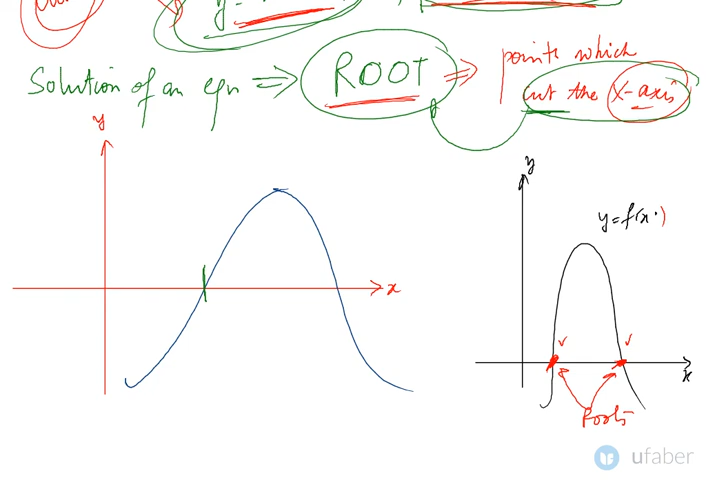 Solution of an eqn ⇒ ROOT ⇒ points which
cut the X-axis
y
x
y
y=f(x)
x
Roots
ufaber